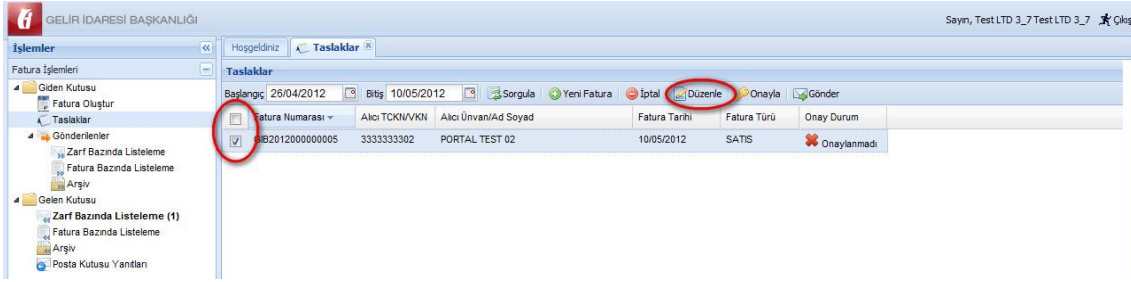 GELİR İDARESİ BAŞKANLIĞI
Sayın, Test LTD 3_7 Test LTD 3_7 Çıkış
İşlemler
Hoşgeldiniz Taslaklar
Fatura İşlemleri
Taslaklar
Giden Kutusu
Başlangıç 26/04/2012 Bitiş 10/05/2012 Sorgula Yeni Fatura İptal Düzenle Onayla Gönder
Fatura Oluştur
Taslaklar
Fatura Numarası Alıcı TCKN/VKN Alıcı Ünvan/Ad Soyad Fatura Tarihi Fatura Türü Onay Durum
Gönderilenler
GIB2012000000005 3333333302 PORTAL TEST 02 10/05/2012 SATIS Onaylanmadı
Zarf Bazında Listeleme
Fatura Bazında Listeleme
Arşiv
Gelen Kutusu
Zarf Bazında Listeleme (1)
Fatura Bazında Listeleme
Arşiv
Posta Kutusu Yanıtları